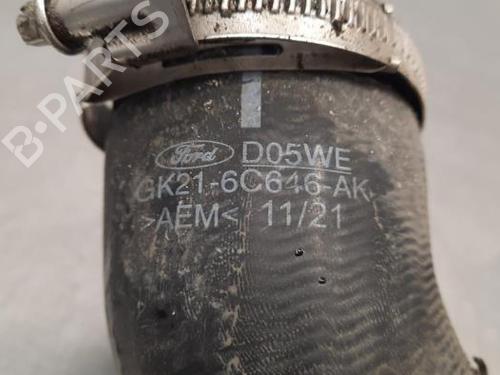 B-PARTS
Ford D05WE
GK21-6C646-AK
>AEM< 11/21